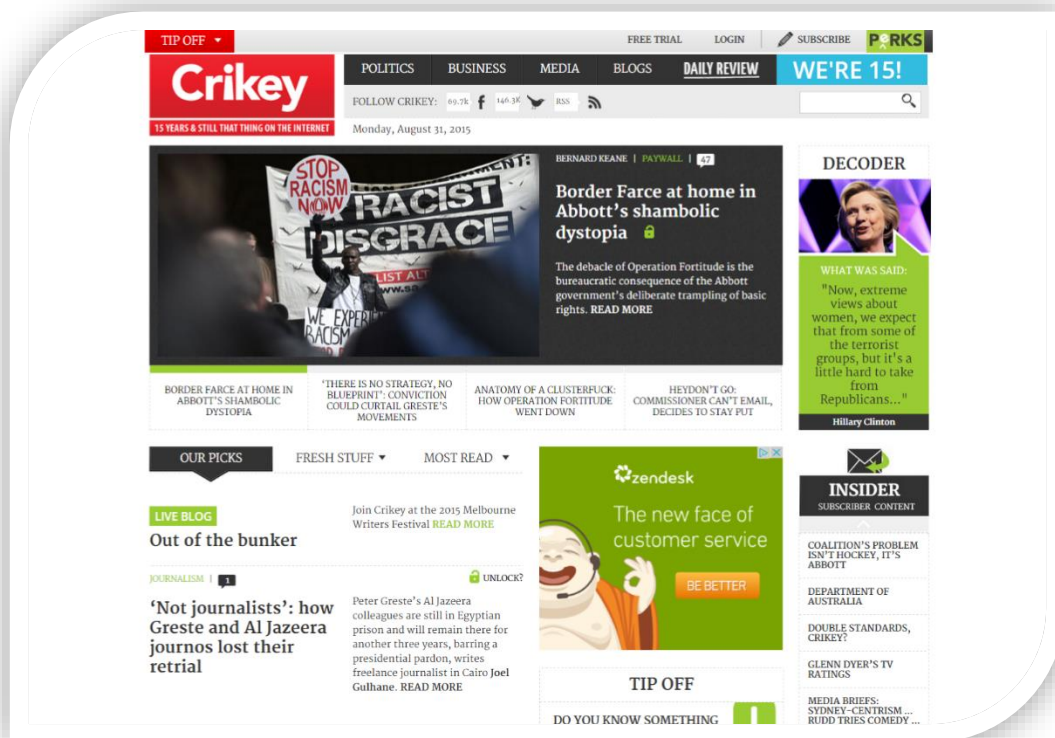 TIP OFF
FREE TRIAL
LOGIN
SUBSCRIBE
PERKS
Crikey
15 YEARS & STILL THAT THING ON THE INTERNET
POLITICS
BUSINESS
MEDIA
BLOGS
DAILY REVIEW
WE'RE 15!
FOLLOW CRIKEY:
69.7k
146.3K
RSS
Monday, August 31, 2015
STOP
RACISM
NOW
RACIST
DISGRACE
LIST ALT
www.sa
WE EXPERI
RACISM
BERNARD KEANE | PAYWALL | 47
Border Farce at home in
Abbott's shambolic
dystopia
The debacle of Operation Fortitude is the
bureaucratic consequence of the Abbott
government's deliberate trampling of basic
rights. READ MORE
DECODER
WHAT WAS SAID:
"Now, extreme
views about
women, we expect
that from some of
the terrorist
groups, but it's a
little hard to take
from
Republicans..."
Hillary Clinton
BORDER FARCE AT HOME IN
ABBOTT'S SHAMBOLIC
DYSTOPIA
'THERE IS NO STRATEGY, NO
BLUEPRINT': CONVICTION
COULD CURTAIL GRESTE'S
MOVEMENTS
ANATOMY OF A CLUSTERFUCK:
HOW OPERATION FORTITUDE
WENT DOWN
HEYDON'T GO:
COMMISSIONER CAN'T EMAIL,
DECIDES TO STAY PUT
OUR PICKS
FRESH STUFF
MOST READ
LIVE BLOG
Out of the bunker
Join Crikey at the 2015 Melbourne
Writers Festival READ MORE
JOURNALISM | 1
UNLOCK?
'Not journalists': how
Greste and Al Jazeera
journos lost their
retrial
Peter Greste's Al Jazeera
colleagues are still in Egyptian
prison and will remain there for
another three years, barring a
presidential pardon, writes
freelance journalist in Cairo Joel
Gulhane. READ MORE
zendesk
The new face of
customer service
BE BETTER
TIP OFF
DO YOU KNOW SOMETHING
INSIDER
SUBSCRIBER CONTENT
COALITION'S PROBLEM
ISN'T HOCKEY, IT'S
ABBOTT
DEPARTMENT OF
AUSTRALIA
DOUBLE STANDARDS,
CRIKEY?
GLENN DYER'S TV
RATINGS
MEDIA BRIEFS:
SYDNEY-CENTRISM ...
RUDD TRIES COMEDY ...